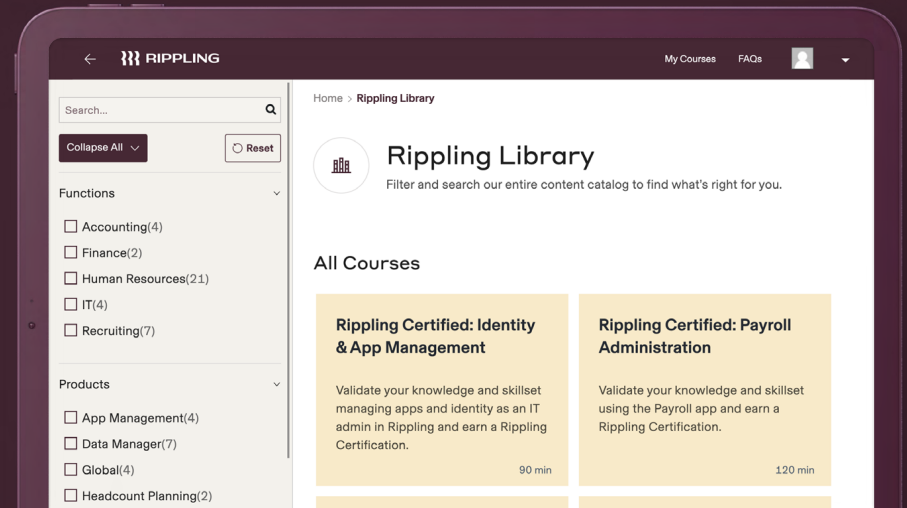 RIPPLING
My Courses
FAQs
Search...
Collapse All
Reset
Functions
Accounting(4)
Finance(2)
Human Resources(21)
IT(4)
Recruiting(7)
Products
App Management(4)
Data Manager(7)
Global(4)
Headcount Planning(2)
Home > Rippling Library
Rippling Library
Filter and search our entire content catalog to find what's right for you.
All Courses
Rippling Certified: Identity
& App Management
Validate your knowledge and skillset
managing apps and identity as an IT
admin in Rippling and earn a Rippling
Certification.
90 min
Rippling Certified: Payroll
Administration
Validate your knowledge and skillset
using the Payroll app and earn a
Rippling Certification.
120 min